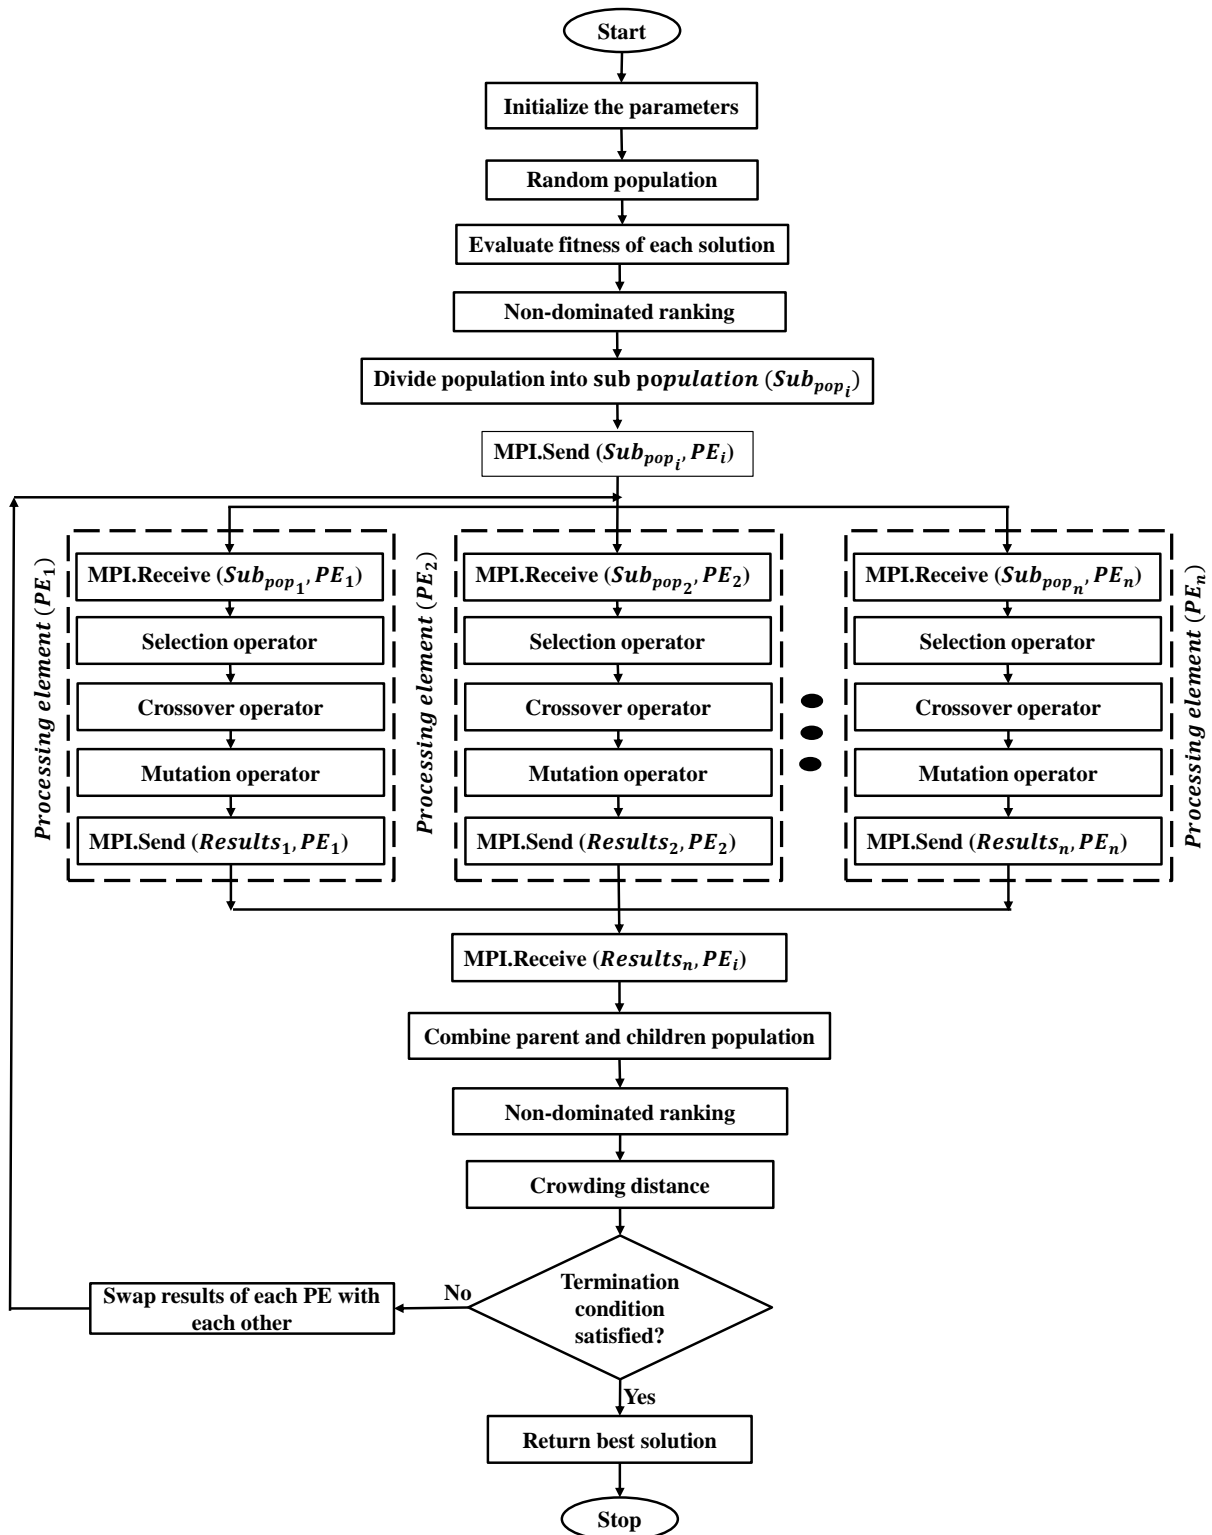 Start
Initialize the parameters
Random population
Evaluate fitness of each solution
Non-dominated ranking
Divide population into sub population (Sub_pop_i)
MPI.Send (Sub_pop_i, PE_i)
Processing element (PE_1)
MPI.Receive (Sub_pop_1, PE_1)
Selection operator
Crossover operator
Mutation operator
MPI.Send (Results_1, PE_1)
Processing element (PE_2)
MPI.Receive (Sub_pop_2, PE_2)
Selection operator
Crossover operator
Mutation operator
MPI.Send (Results_2, PE_2)
MPI.Receive (Sub_pop_n, PE_n)
Selection operator
Crossover operator
Mutation operator
MPI.Send (Results_n, PE_n)
Processing element (PE_n)
MPI.Receive (Results_n, PE_i)
Combine parent and children population
Non-dominated ranking
Crowding distance
Termination
condition
satisfied?
No
Swap results of each PE with
each other
Yes
Return best solution
Stop